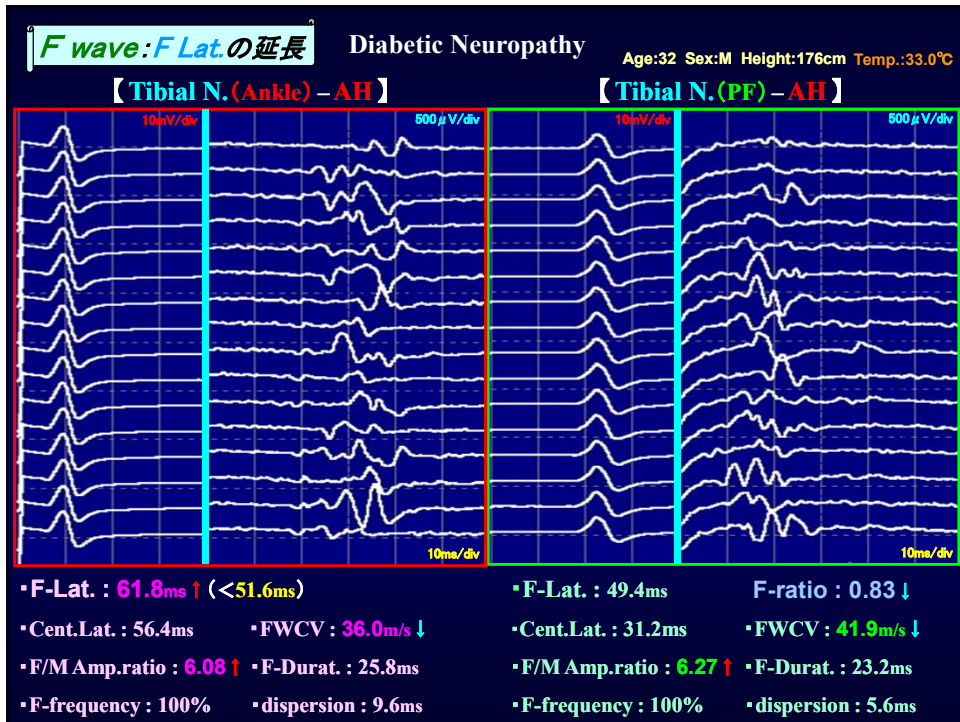 F wave：F Lat.の延長
Diabetic Neuropathy
Age:32 Sex:M Height:176cm Temp.:33.0℃
【Tibial N.（Ankle）–AH】
【Tibial N.（PF）–AH】
10mV/div
500μV/div
10mV/div
500μV/div
10ms/div
10ms/div
・F-Lat. : 61.8ms↑（＜51.6ms）
・Cent.Lat. : 56.4ms ・FWCV : 36.0m/s↓
・F/M Amp.ratio : 6.08↑ ・F-Durat. : 25.8ms
・F-frequency : 100% ・dispersion : 9.6ms
・F-Lat. : 49.4ms F-ratio : 0.83↓
・Cent.Lat. : 31.2ms ・FWCV : 41.9m/s↓
・F/M Amp.ratio : 6.27↑ ・F-Durat. : 23.2ms
・F-frequency : 100% ・dispersion : 5.6ms